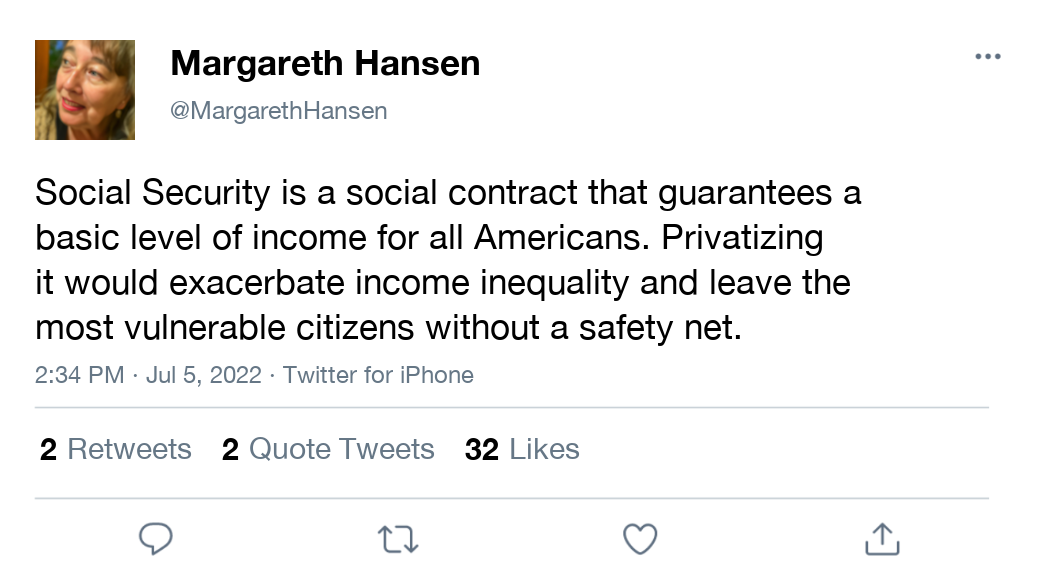 Margareth Hansen
@MargarethHansen
Social Security is a social contract that guarantees a
basic level of income for all Americans. Privatizing
it would exacerbate income inequality and leave the
most vulnerable citizens without a safety net.
2:34 PM · Jul 5, 2022 · Twitter for iPhone
2 Retweets 2 Quote Tweets 32 Likes